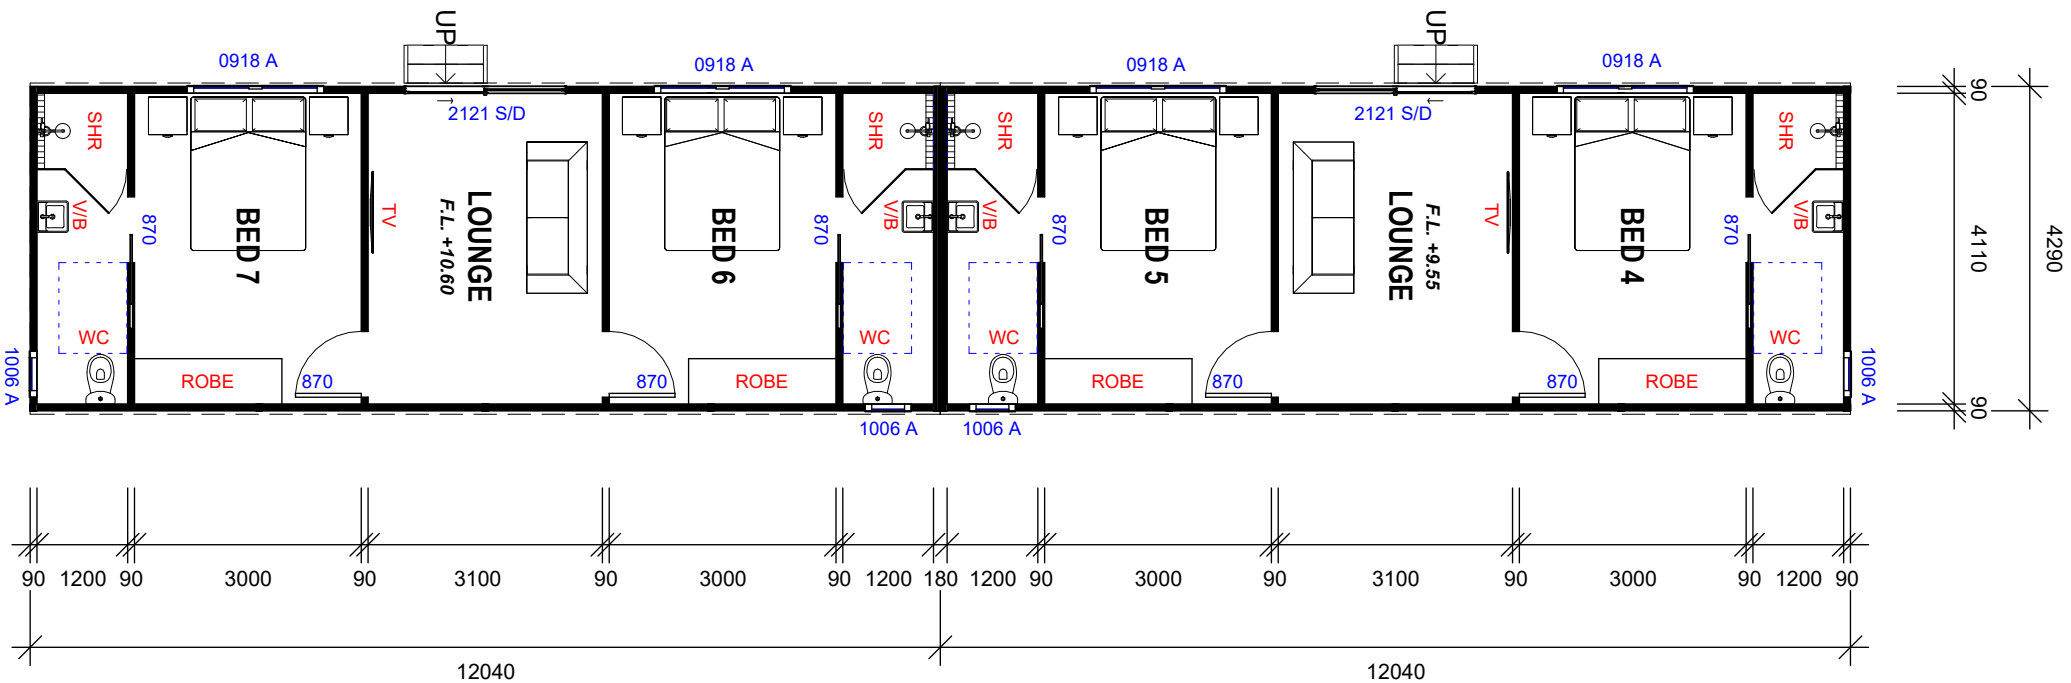 UP
UP
0918 A
0918 A
0918 A
0918 A
2121 S/D
2121 S/D
90
SHR
SHR
SHR
SHR
V/B
870
BED 7
TV
LOUNGE
F.L. +10.60
BED 6
870
V/B
V/B
870
BED 5
LOUNGE
F.L. +9.55
TV
BED 4
870
V/B
4110
4290
WC
WC
WC
WC
1006 A
ROBE
870
870
ROBE
ROBE
870
870
ROBE
1006 A
90
1006 A
1006 A
90 1200 90 3000 90 3100 90 3000 90 1200 180 1200 90 3000 90 3100 90 3000 90 1200 90
12040
12040